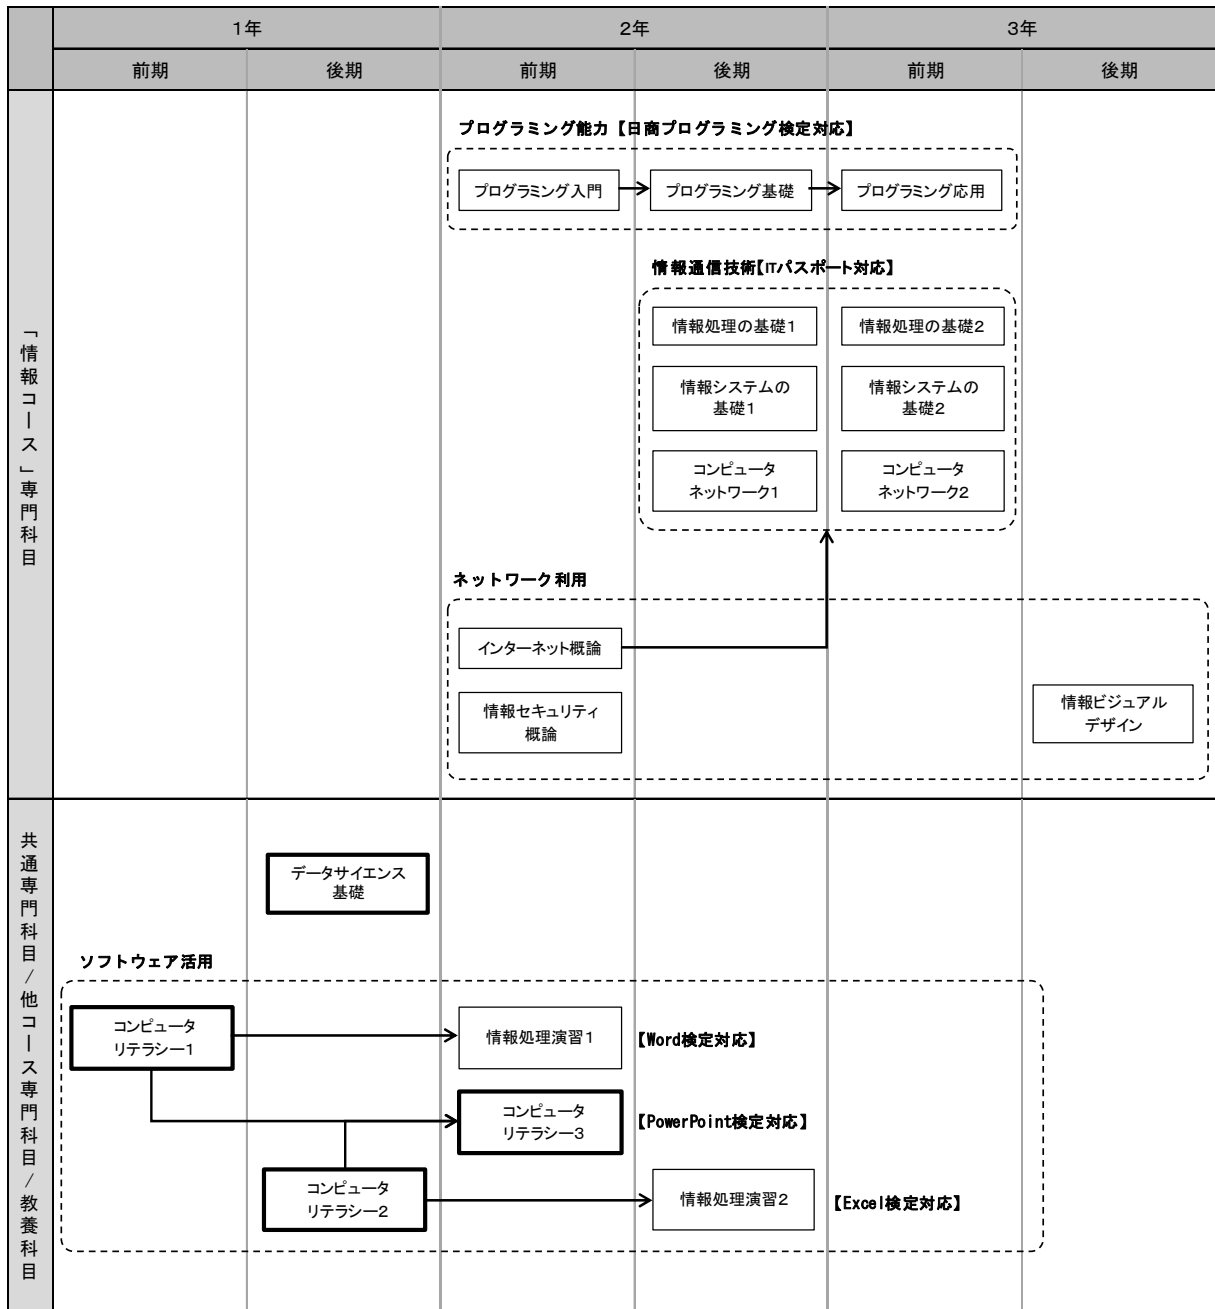 1年
2年
3年
前期
後期
前期
後期
前期
後期
「情報コース」専門科目
プログラミング能力【日商プログラミング検定対応】
プログラミング入門
プログラミング基礎
プログラミング応用
情報通信技術【ITパスポート対応】
情報処理の基礎1
情報処理の基礎2
情報システムの
基礎1
情報システムの
基礎2
コンピュータ
ネットワーク1
コンピュータ
ネットワーク2
ネットワーク利用
インターネット概論
情報セキュリティ
概論
情報ビジュアル
デザイン
共通専門科目/他コース専門科目/教養科目
データサイエンス
基礎
ソフトウェア活用
コンピュータ
リテラシー1
情報処理演習1
【Word検定対応】
コンピュータ
リテラシー3
【PowerPoint検定対応】
コンピュータ
リテラシー2
情報処理演習2
【Excel検定対応】